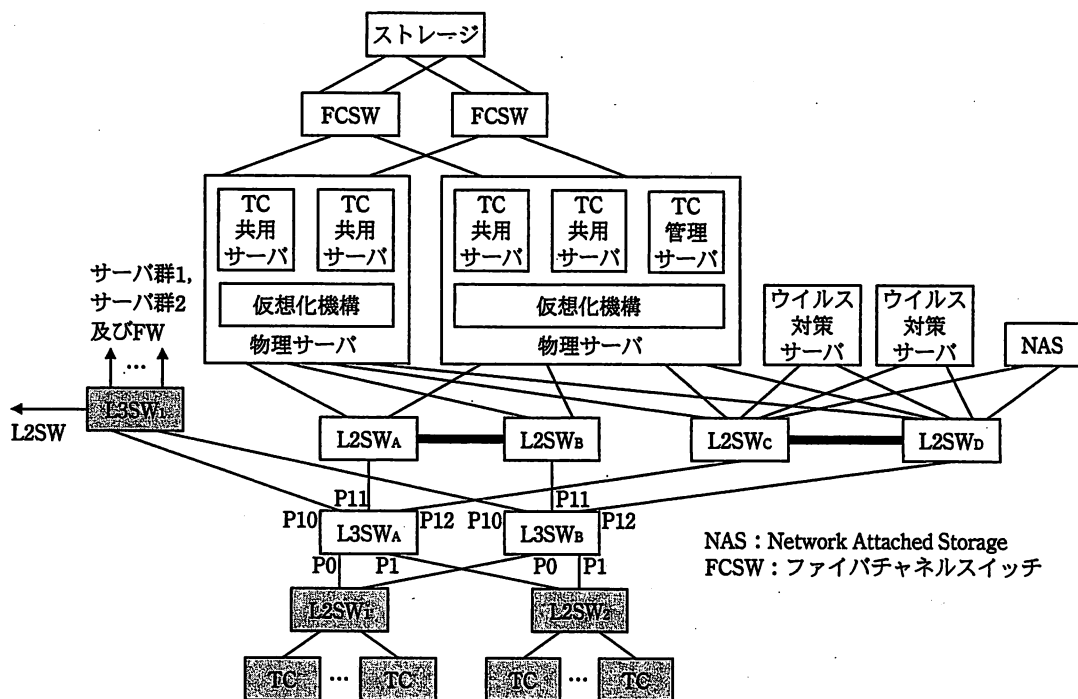 ストレージ
FCSW
FCSW
TC
共用
サーバ
TC
共用
サーバ
TC
共用
サーバ
TC
共用
サーバ
TC
管理
サーバ
仮想化機構
仮想化機構
物理サーバ
物理サーバ
サーバ群1,
サーバ群2
及びFW
ウイルス
対策
サーバ
ウイルス
対策
サーバ
NAS
…
L3SW1
L2SW
L2SWA
L2SWB
L2SWC
L2SWD
P11
P11
P10
L3SWA
P12
P10
L3SWB
P12
P0
P1
P0
P1
NAS：Network Attached Storage
FCSW：ファイバチャネルスイッチ
L2SW1
L2SW2
TC
…
TC
TC
…
TC